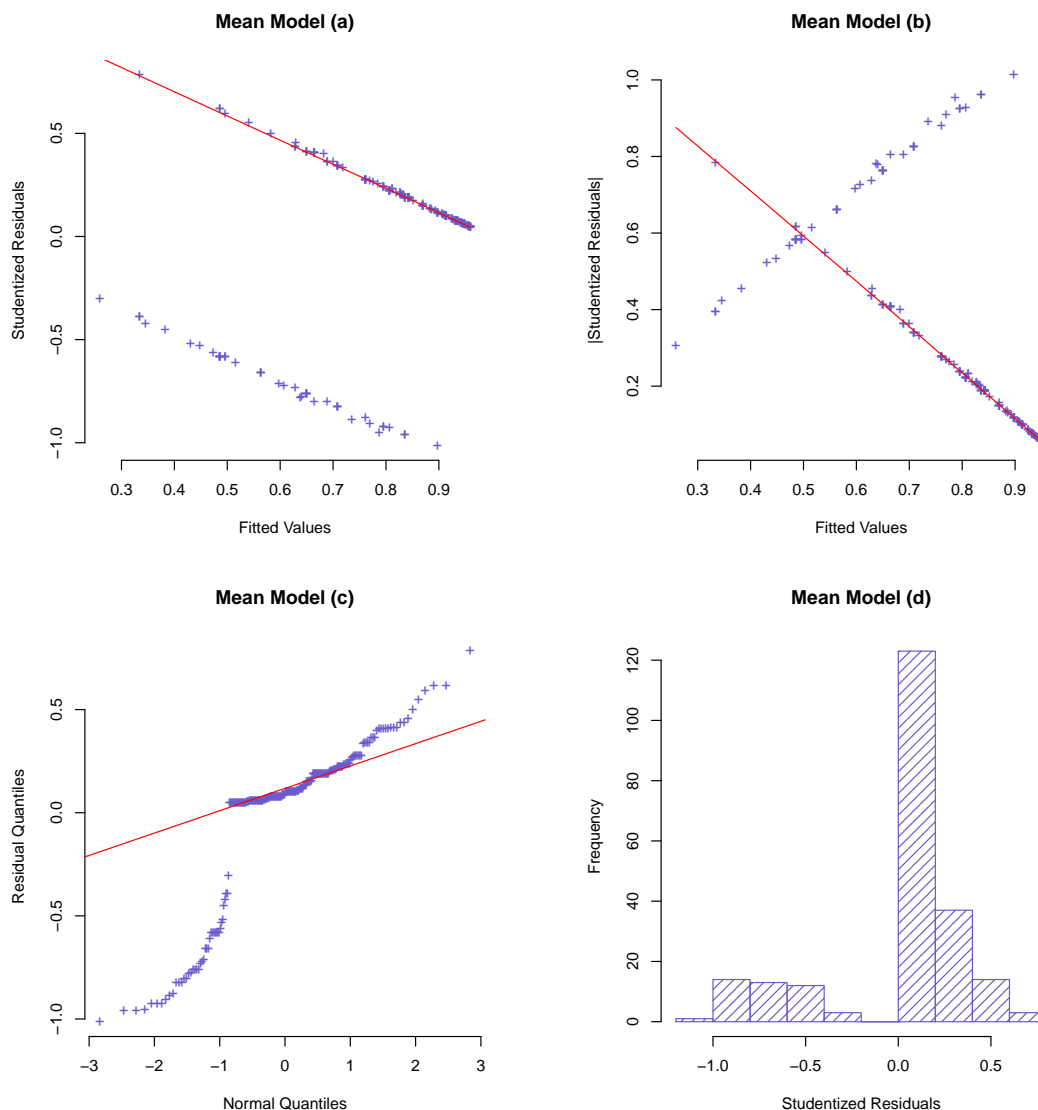 Mean Model (a)
Studentized Residuals
0.5
0.0
−0.5
−1.0
0.3 0.4 0.5 0.6 0.7 0.8 0.9
Fitted Values
Mean Model (b)
|Studentized Residuals|
1.0
0.8
0.6
0.4
0.2
0.3 0.4 0.5 0.6 0.7 0.8 0.9
Fitted Values
Mean Model (c)
Residual Quantiles
0.5
0.0
−0.5
−1.0
−3 −2 −1 0 1 2 3
Normal Quantiles
Mean Model (d)
Frequency
120
100
80
60
40
20
0
−1.0 −0.5 0.0 0.5
Studentized Residuals